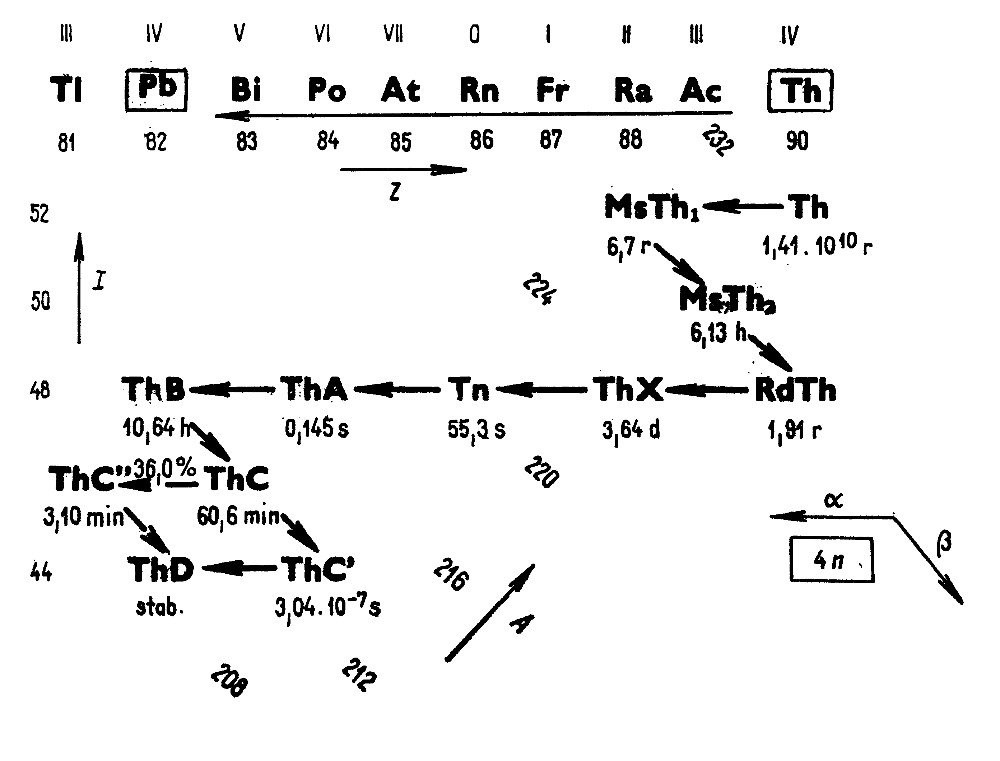 III IV V VI VII 0 I II III IV
Tl Pb Bi Po At Rn Fr Ra Ac Th
81 82 83 84 85 86 87 88 232 90
Z
52 MsTh₁ Th
6,7 r 1,41 . 10¹⁰ r
I
224
50 MsTh₂
6,13 h
48 ThB ThA Tn ThX RdTh
10,64 h 0,145 s 55,3 s 3,64 d 1,91 r
ThC” 36,0% ThC 220
3,10 min 60,6 min α
β
4n
44 ThD ThC’ 216
stab. 3,04 . 10⁻⁷ s A
208 212